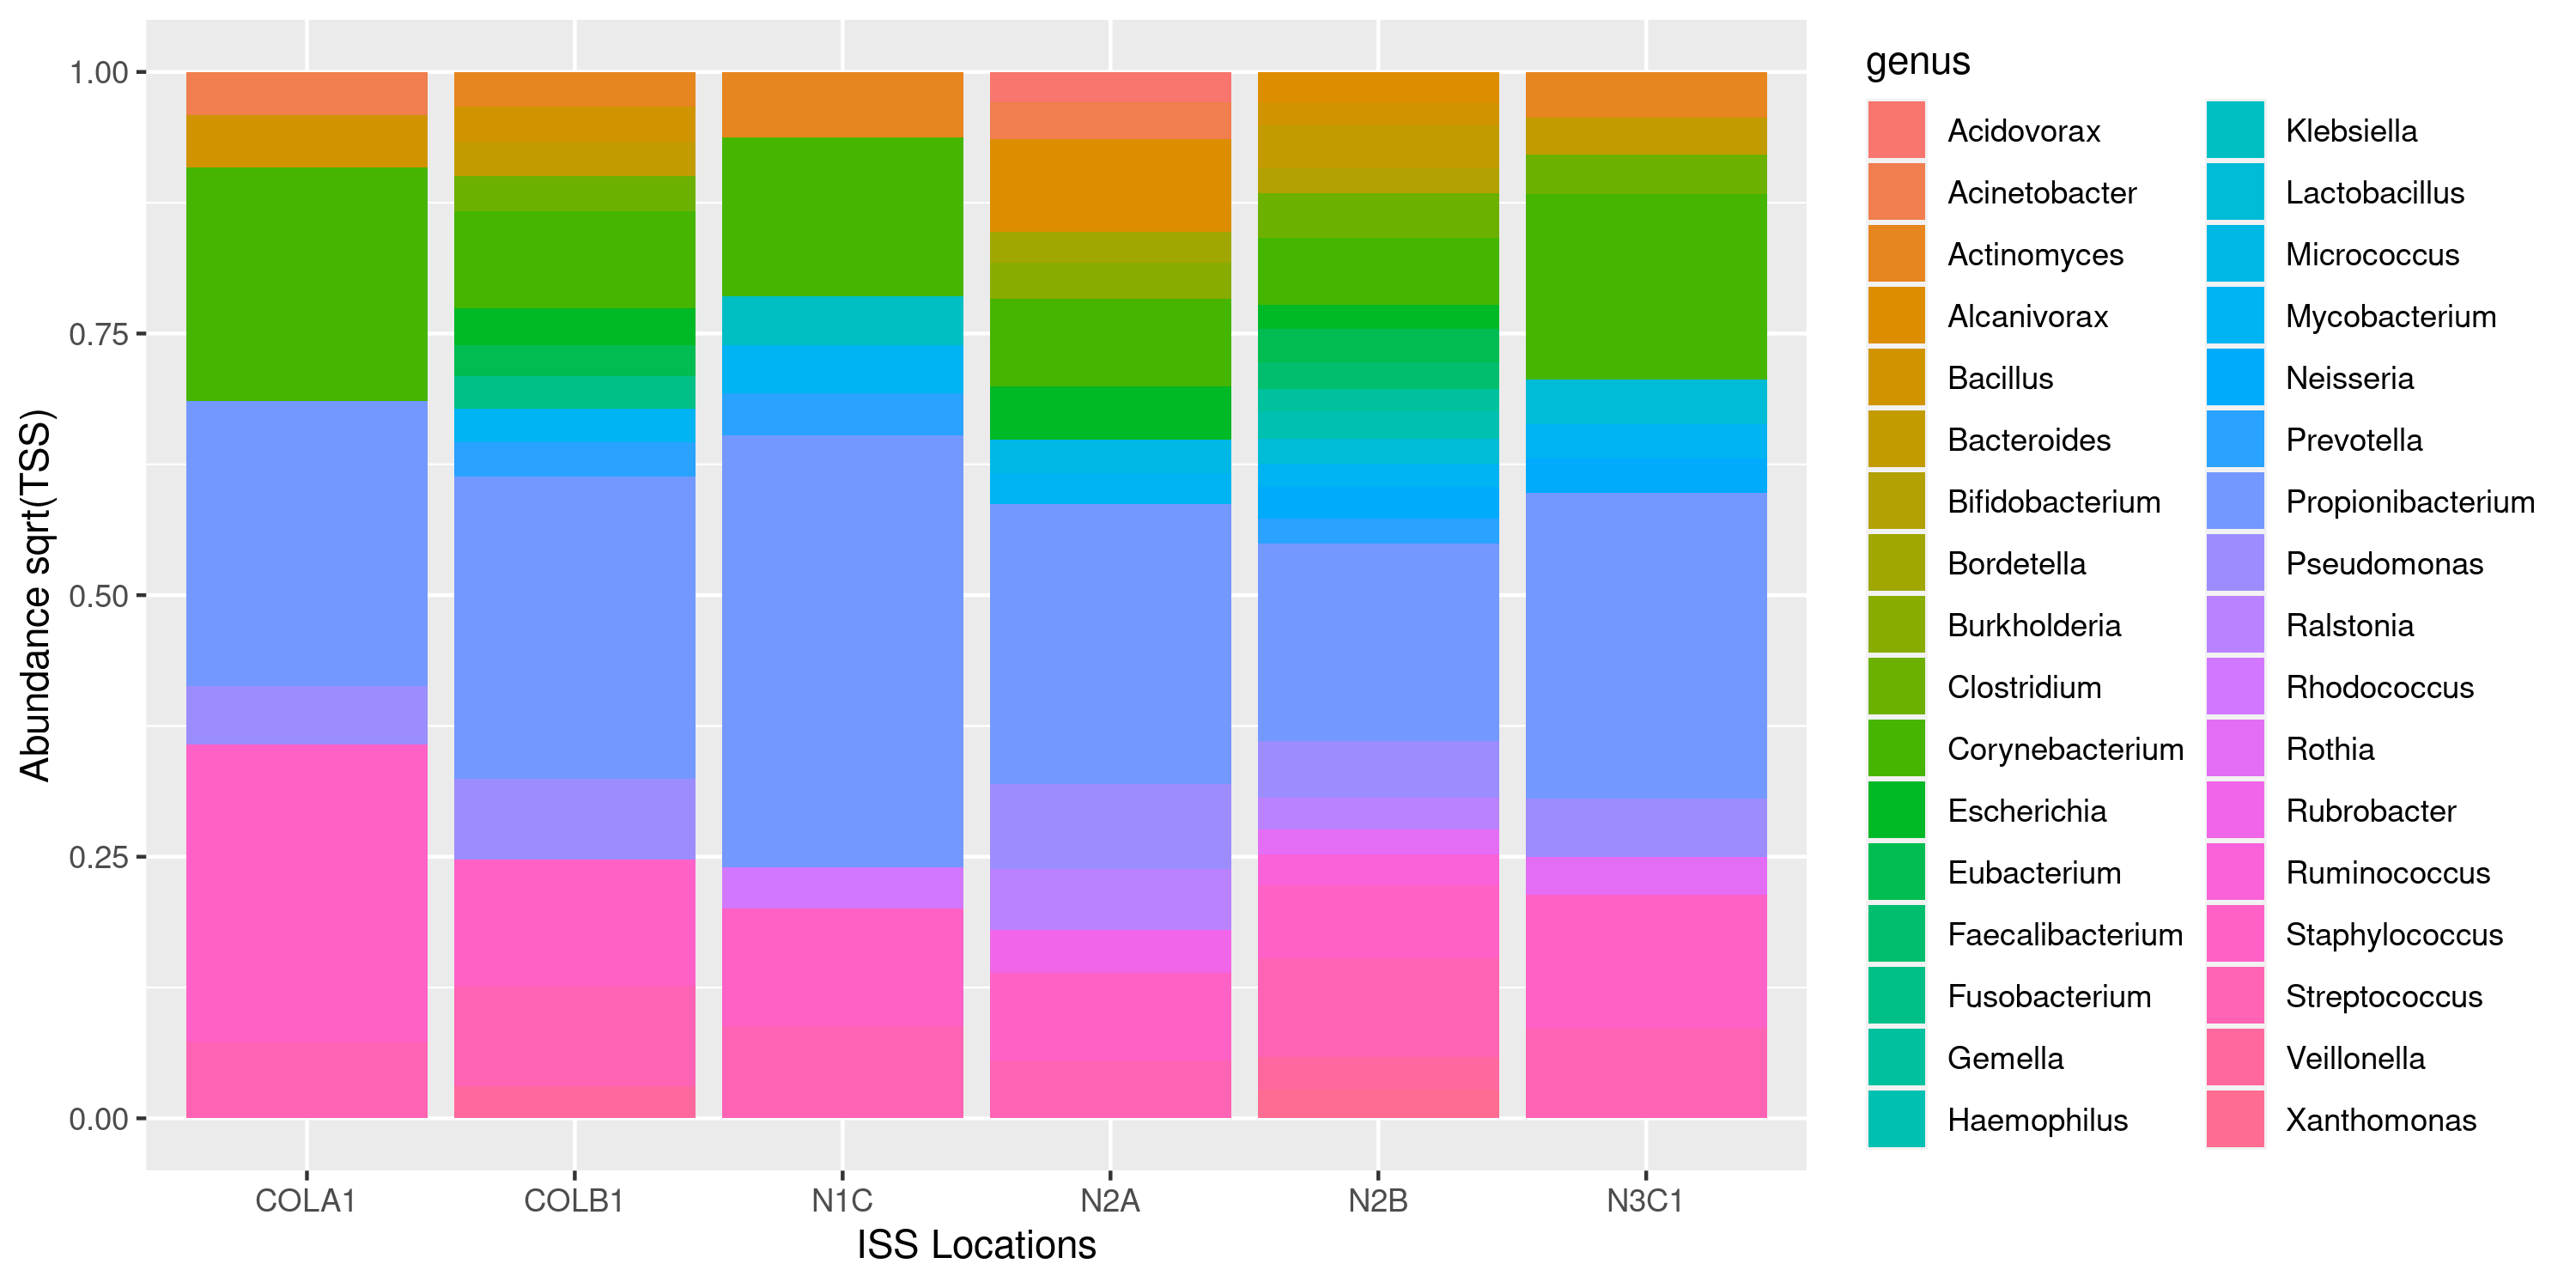 1.00
0.75
0.50
0.25
0.00
Abundance sqrt(TSS)
COLA1
COLB1
N1C
N2A
N2B
N3C1
ISS Locations
genus
Acidovorax
Acinetobacter
Actinomyces
Alcanivorax
Bacillus
Bacteroides
Bifidobacterium
Bordetella
Burkholderia
Clostridium
Corynebacterium
Escherichia
Eubacterium
Faecalibacterium
Fusobacterium
Gemella
Haemophilus
Klebsiella
Lactobacillus
Micrococcus
Mycobacterium
Neisseria
Prevotella
Propionibacterium
Pseudomonas
Ralstonia
Rhodococcus
Rothia
Rubrobacter
Ruminococcus
Staphylococcus
Streptococcus
Veillonella
Xanthomonas